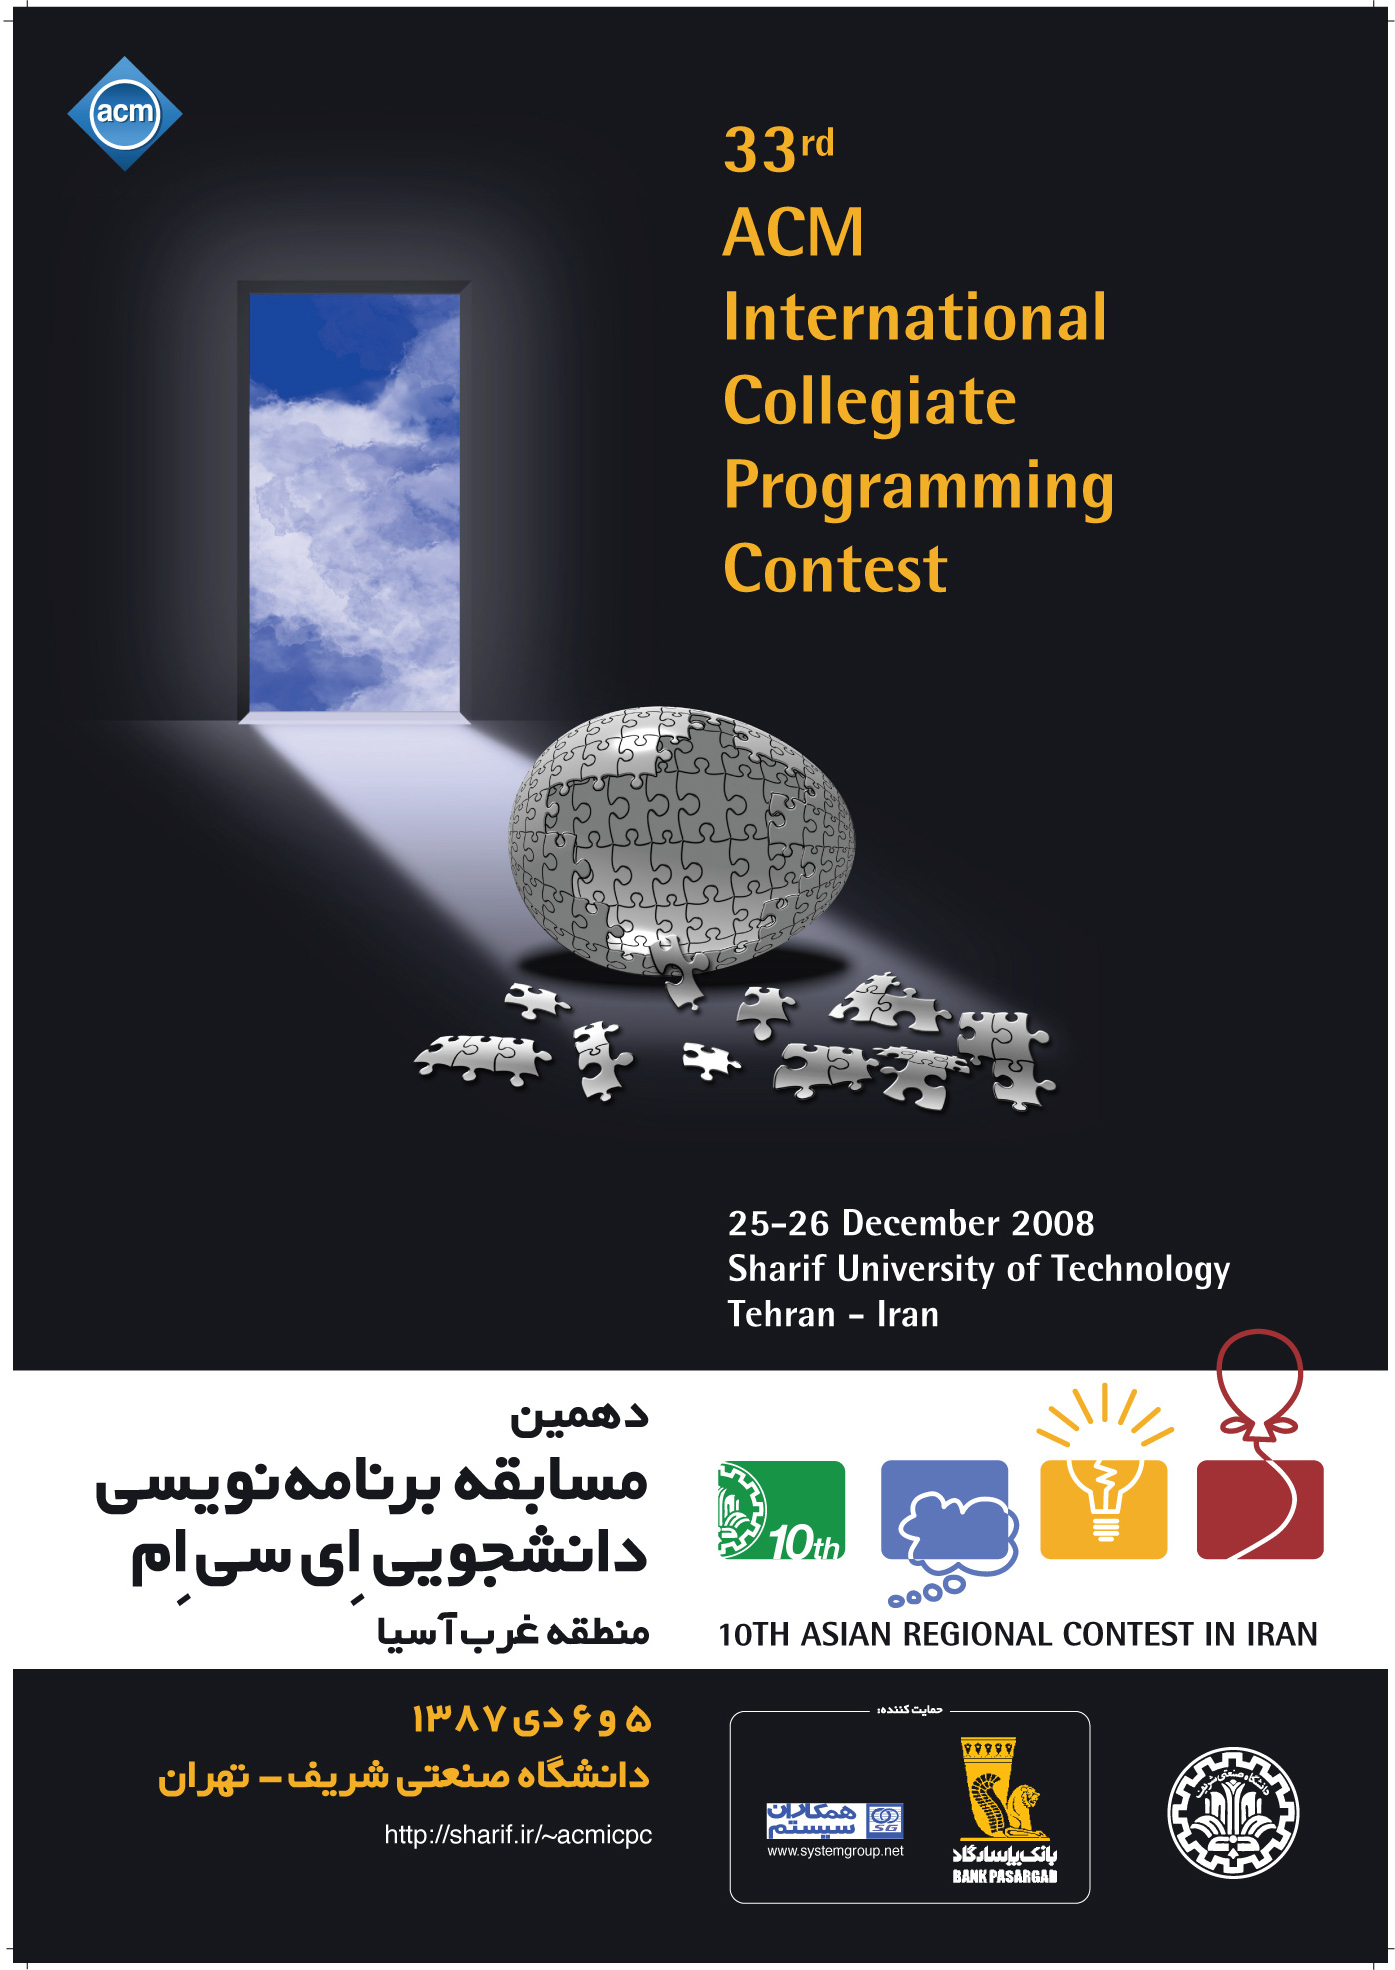 acm
33rd
ACM
International
Collegiate
Programming
Contest
25-26 December 2008
Sharif University of Technology
Tehran - Iran
دهمین
مسابقه برنامه‌نویسی
دانشجویی اِی سی اِم
منطقه غرب آسیا
10th
10TH ASIAN REGIONAL CONTEST IN IRAN
۵ و ۶ دی ۱۳۸۷
دانشگاه صنعتی شریف – تهران
http://sharif.ir/~acmicpc
حمایت کننده:
همکاران
سیستم
SG
www.systemgroup.net
بانک پاسارگاد
BANK PASARGAD
دانشگاه صنعتی شریف